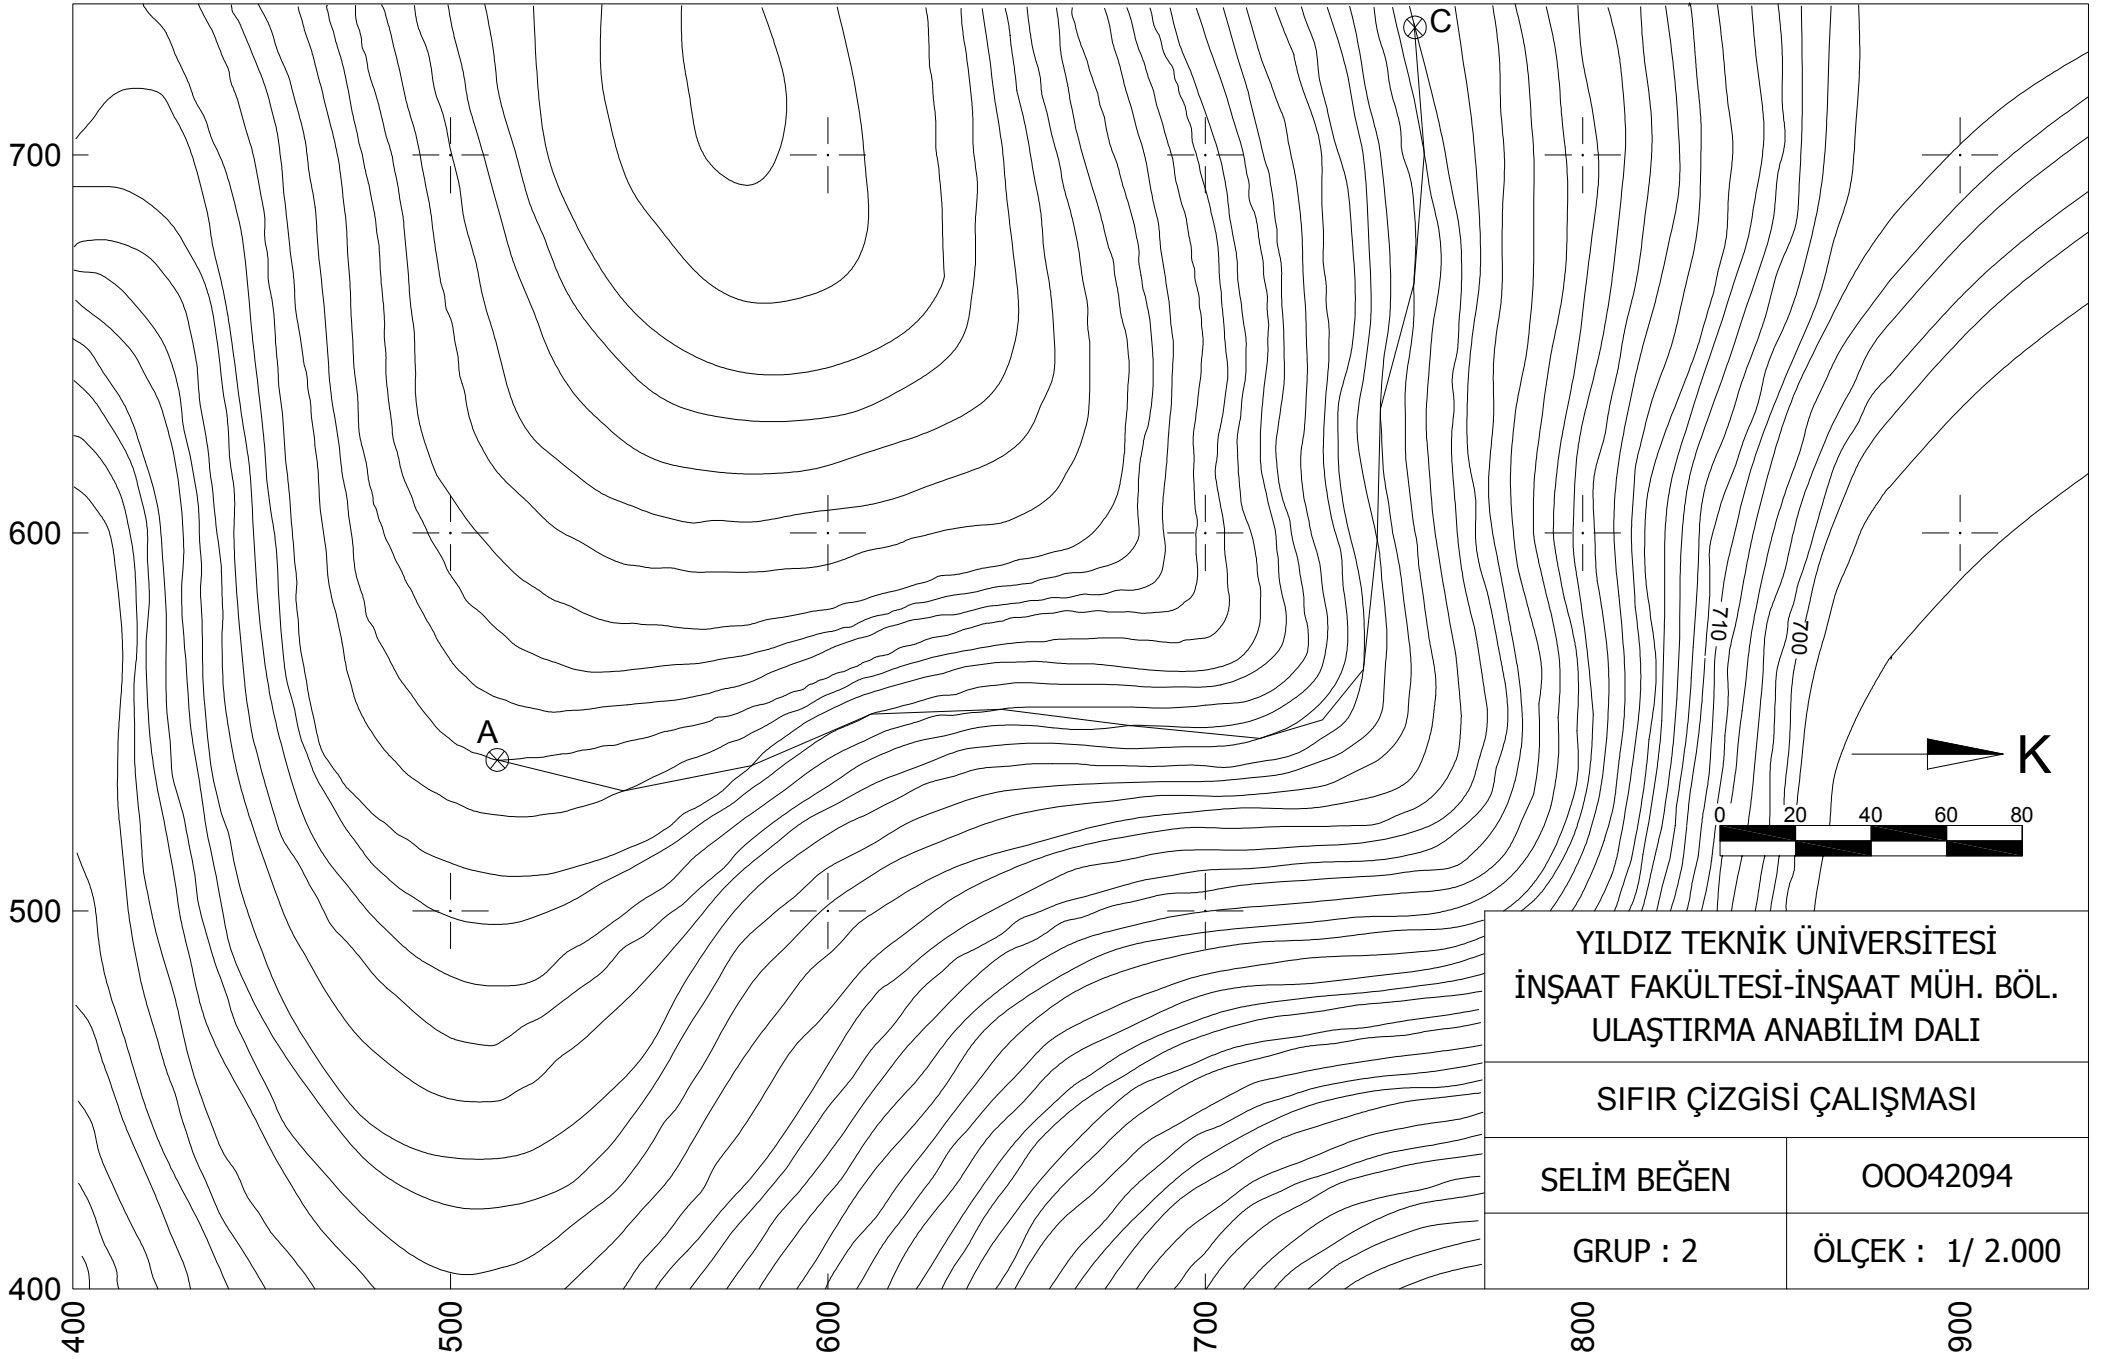 C
700
600
710
700
A
K
0 20 40 60 80
500
YILDIZ TEKNİK ÜNİVERSİTESİ
İNŞAAT FAKÜLTESİ-İNŞAAT MÜH. BÖL.
ULAŞTIRMA ANABİLİM DALI
SIFIR ÇİZGİSİ ÇALIŞMASI
SELİM BEĞEN
OOO42094
GRUP : 2
ÖLÇEK : 1/ 2.000
400
400 500 600 700 800 900